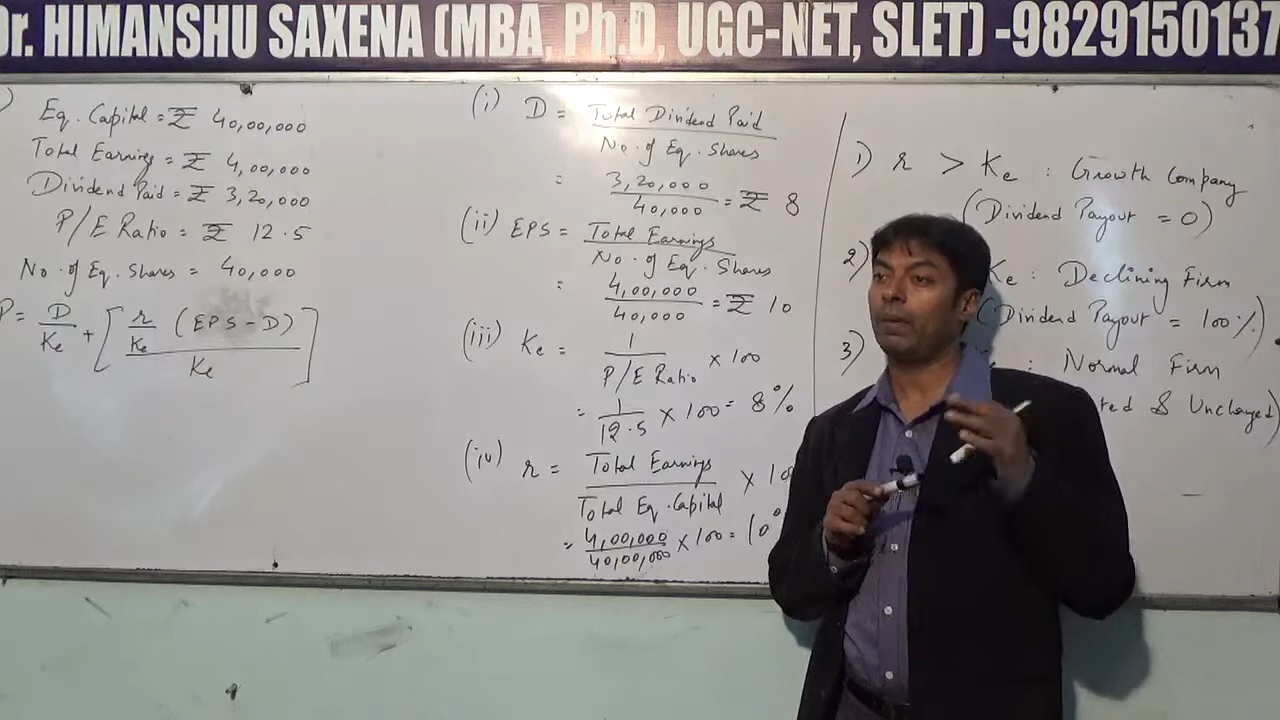 Dr. HIMANSHU SAXENA (MBA, Ph.D, UGC-NET, SLET) -9829150137
Eq. Capital = ₹ 40,00,000
Total Earning = ₹ 4,00,000
Dividend Paid = ₹ 3,20,000
P/E Ratio = ₹ 12.5
No. of Eq. Shares = 40,000
P = D/Ke + [ r/Ke (EPS - D) / Ke ]
(i) D = Total Dividend Paid / No. of Eq. Shares
= 3,20,000 / 40,000 = ₹ 8
(ii) EPS = Total Earnings / No. of Eq. Shares
= 4,00,000 / 40,000 = ₹ 10
(iii) Ke = 1 / P/E Ratio × 100
= 1 / 12.5 × 100 = 8%
(iv) r = Total Earnings / Total Eq. Capital × 10
= 4,00,000 / 40,00,000 × 100 = 10%
1) r > Ke : Growth Company
(Dividend Payout = 0)
2) Ke : Declining Firm
(Dividend Payout = 100%)
3) : Normal Firm
ted & Unchanged)